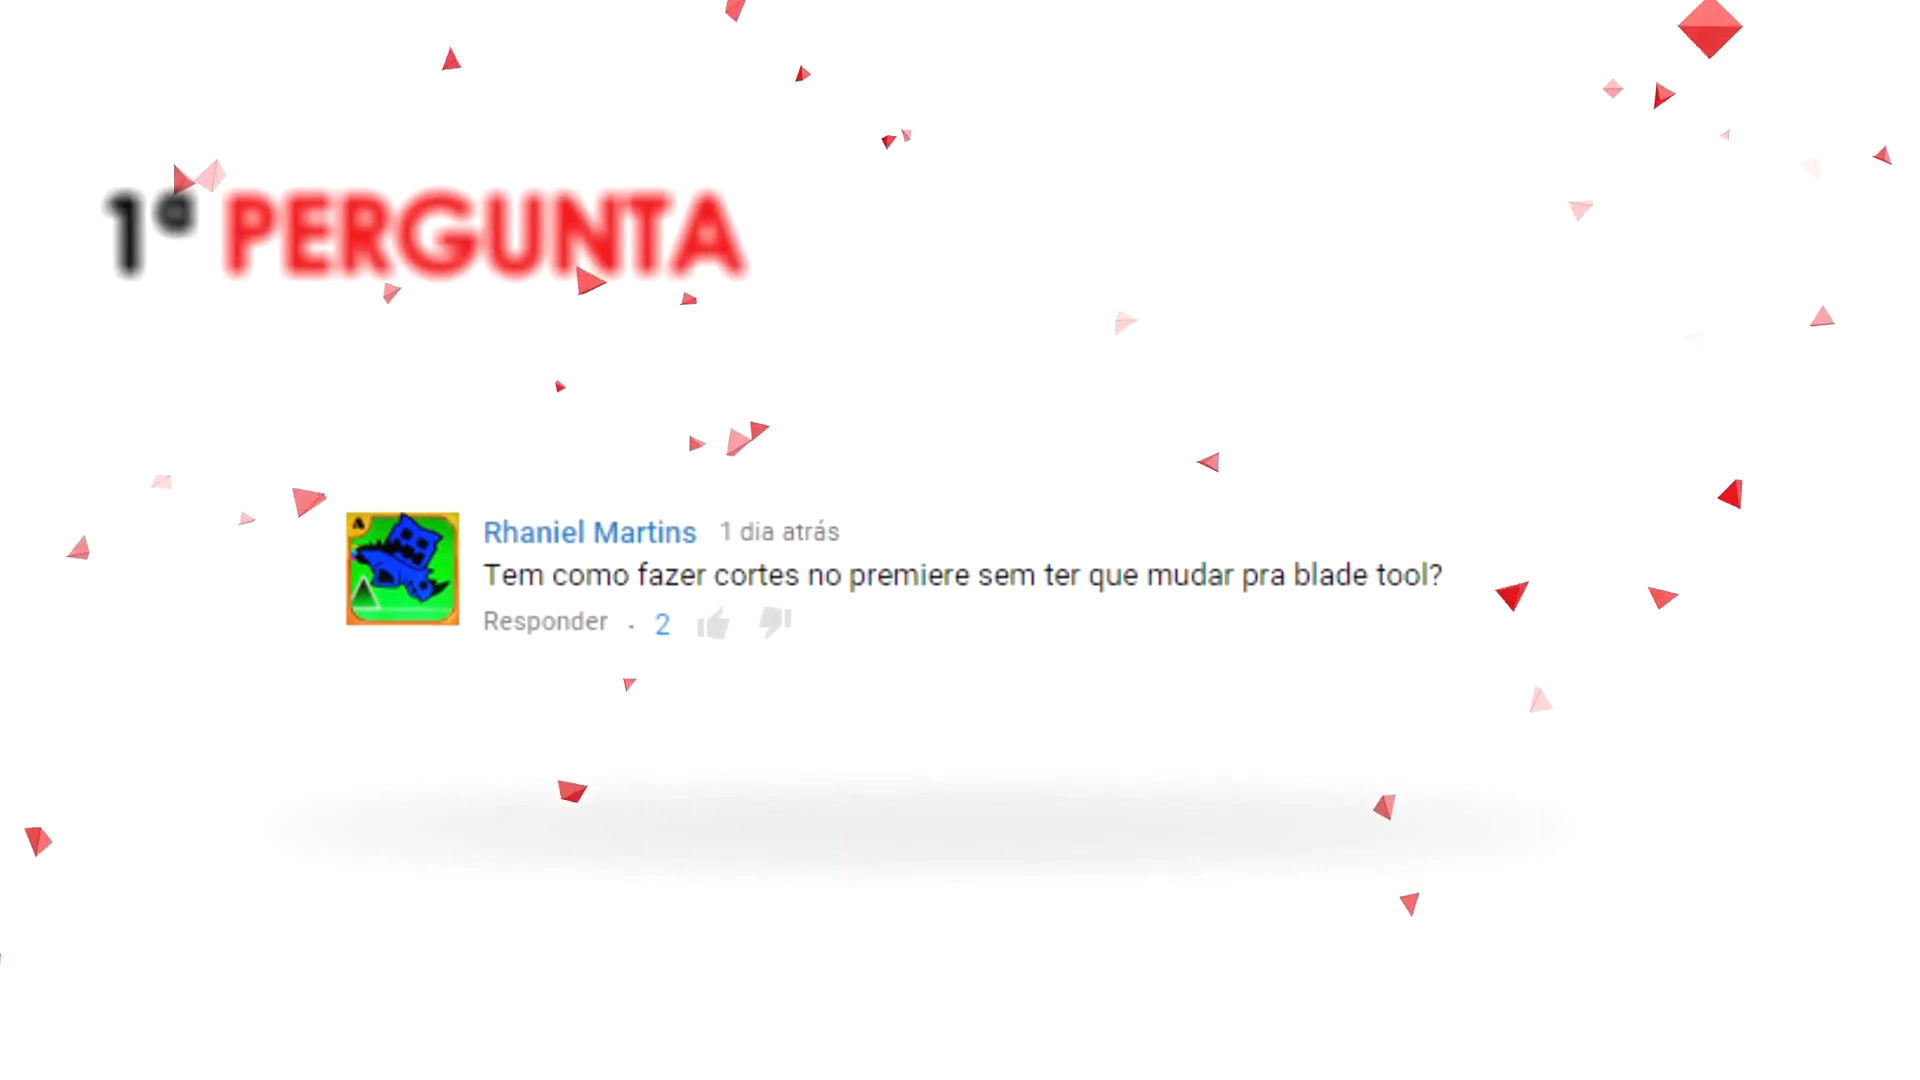 1ª PERGUNTA
Rhaniel Martins 1 dia atrás
Tem como fazer cortes no premiere sem ter que mudar pra blade tool?
Responder . 2